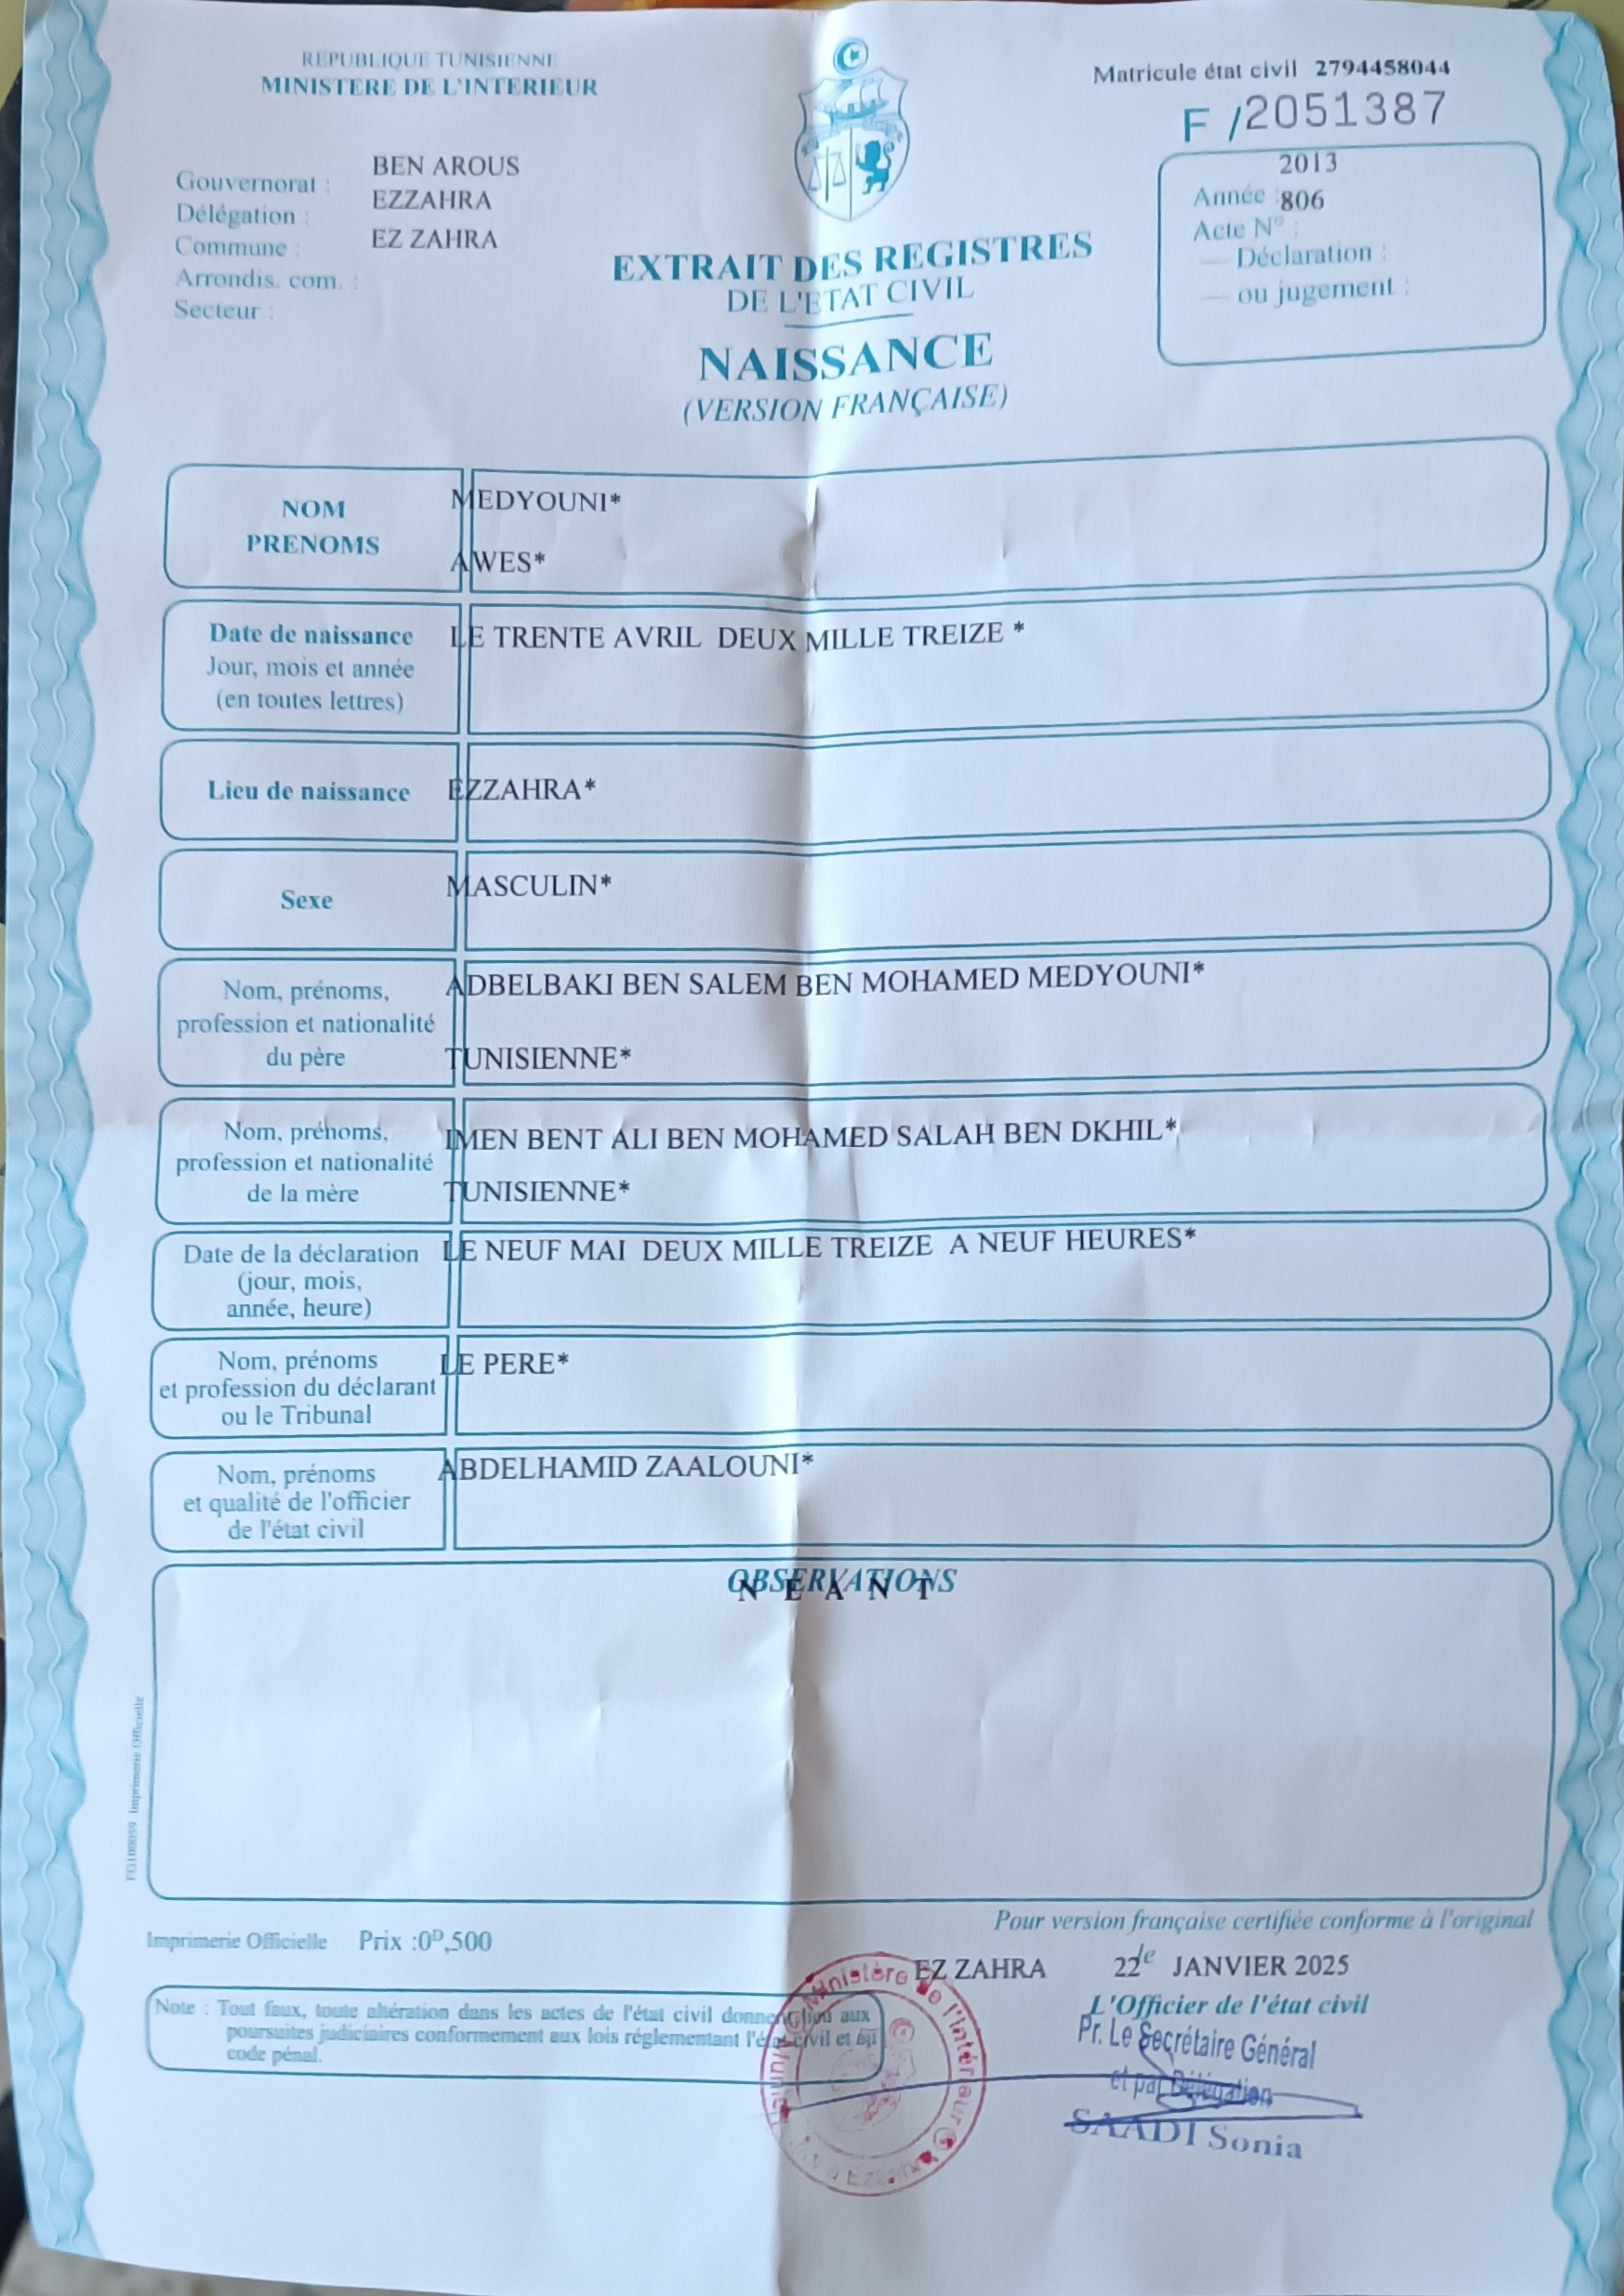 REPUBLIQUE TUNISIENNE
MINISTERE DE L'INTERIEUR
Matricule état civil 2794458044
F /2051387
Gouvernorat : BEN AROUS
Délégation : EZZAHRA
Commune : EZ ZAHRA
Arrondis. com. :
Secteur :
2013
Année : 806
Acte N° :
— Déclaration :
— ou jugement :
EXTRAIT DES REGISTRES
DE L'ETAT CIVIL
NAISSANCE
(VERSION FRANÇAISE)
NOM MEDYOUNI*
PRENOMS AWES*
Date de naissance LE TRENTE AVRIL DEUX MILLE TREIZE *
Jour, mois et année
(en toutes lettres)
Lieu de naissance EZZAHRA*
Sexe MASCULIN*
Nom, prénoms, ADBELBAKI BEN SALEM BEN MOHAMED MEDYOUNI*
profession et nationalité
du père TUNISIENNE*
Nom, prénoms, IMEN BENT ALI BEN MOHAMED SALAH BEN DKHIL*
profession et nationalité
de la mère TUNISIENNE*
Date de la déclaration LE NEUF MAI DEUX MILLE TREIZE A NEUF HEURES*
(jour, mois,
année, heure)
Nom, prénoms LE PERE*
et profession du déclarant
ou le Tribunal
Nom, prénoms ABDELHAMID ZAALOUNI*
et qualité de l'officier
de l'état civil
OBSERVATIONS
N E A N T
Imprimerie Officielle
Pour version française certifiée conforme à l'original
Imprimerie Officielle Prix :0ᴰ,500
EZ ZAHRA le 22 JANVIER 2025
L'Officier de l'état civil
Pr. Le Secrétaire Général
et par Délégation
SAADI Sonia
Note : Tout faux, toute altération dans les actes de l'état civil donne lieu aux
poursuites judiciaires conformement aux lois réglementant l'état civil et au
code pénal.
Ministère de l'Intérieur